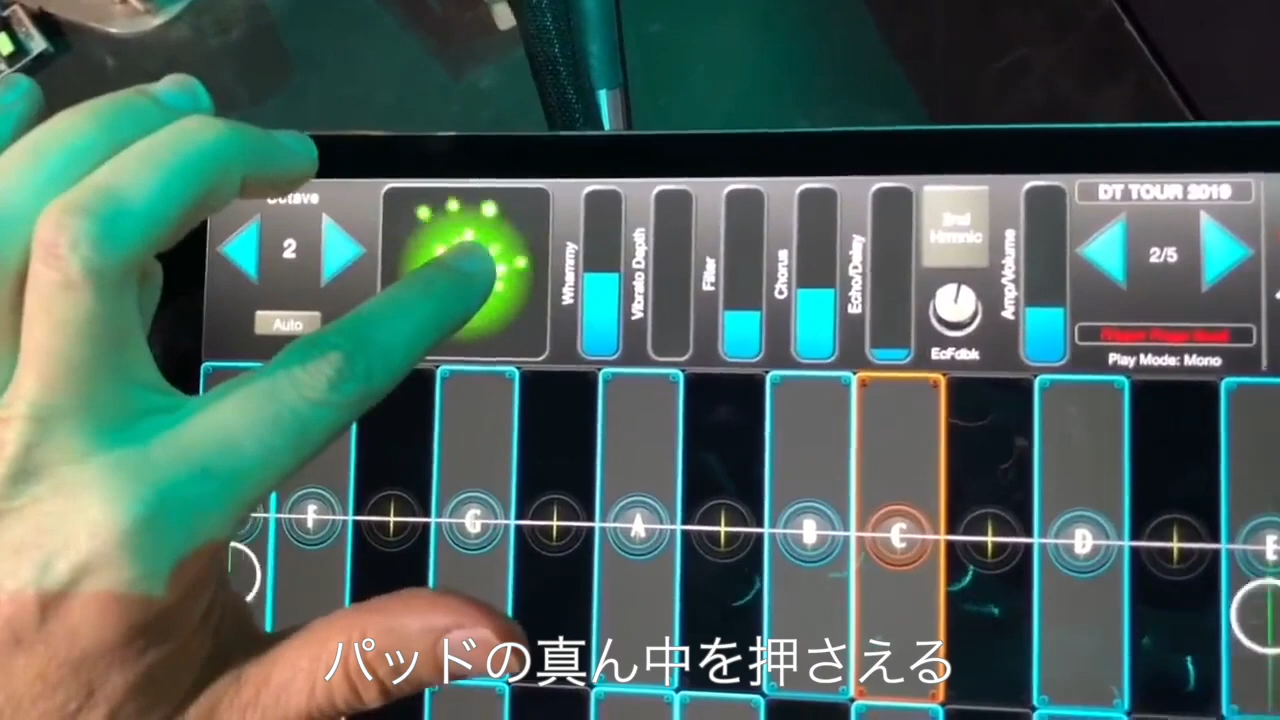 Octave
2
Auto
Whammy
Vibrato Depth
Filter
Chorus
Echo/Delay
2nd
Hrmnic
EcFdbk
Amp/Volume
DT TOUR 2019
2/5
Play Mode: Mono
F
G
A
B
C
D
E
パッドの真ん中を押さえる